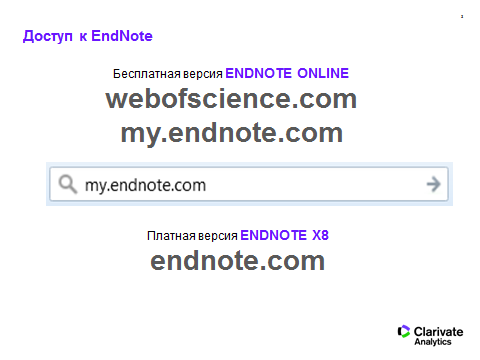 Доступ к EndNote
Бесплатная версия ENDNOTE ONLINE
webofscience.com
my.endnote.com
my.endnote.com
Платная версия ENDNOTE X8
endnote.com
Clarivate
Analytics